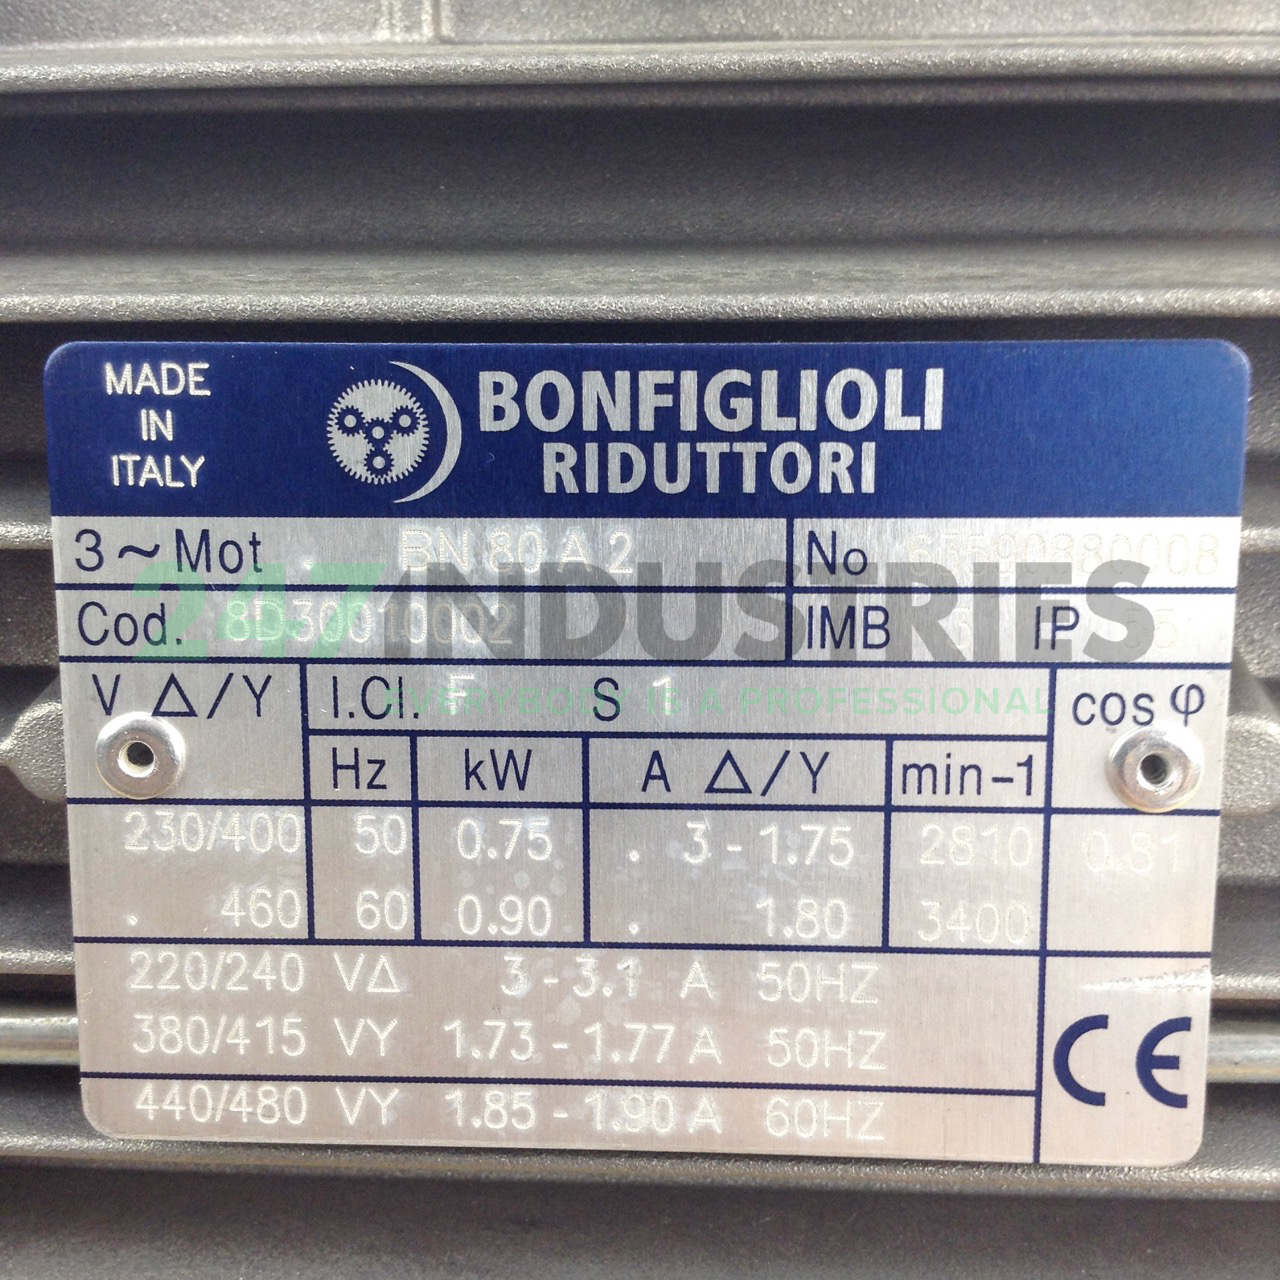 MADE
IN
ITALY
BONFIGLIOLI
RIDUTTORI
3~Mot . BN 80 A 2 No
Cod. 8D30010002 IMB IP
247INDUSTRIES
EVERYBODY IS A PROFESSIONAL
V Δ/Y I.Cl. F S 1 cos φ
Hz kW A Δ/Y min-1
230/400 50 0.75 . 3 - 1.75 2810 0.81
. 460 60 0.90 . 1.80 3400
220/240 VΔ 3 - 3.1 A 50HZ
380/415 VY 1.73 - 1.77 A 50HZ
440/480 VY 1.85 - 1.90 A 60HZ
CE